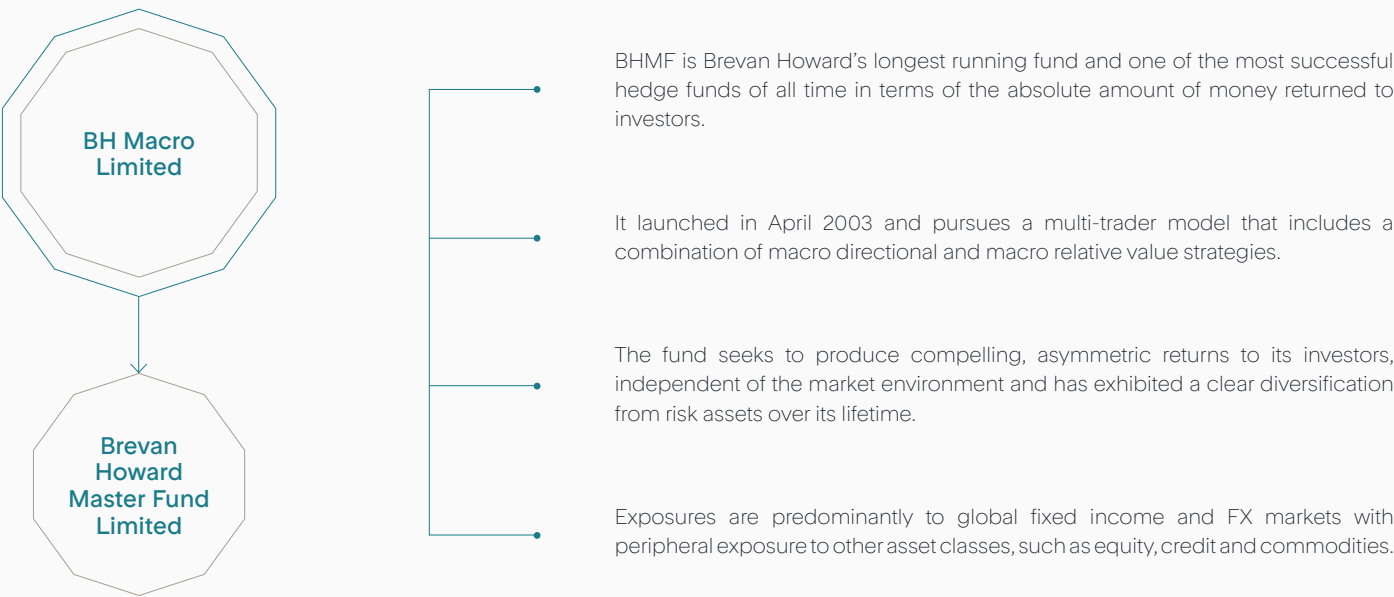 BH Macro
Limited
Brevan
Howard
Master Fund
Limited
BHMF is Brevan Howard’s longest running fund and one of the most successful
hedge funds of all time in terms of the absolute amount of money returned to
investors.
It launched in April 2003 and pursues a multi-trader model that includes a
combination of macro directional and macro relative value strategies.
The fund seeks to produce compelling, asymmetric returns to its investors,
independent of the market environment and has exhibited a clear diversification
from risk assets over its lifetime.
Exposures are predominantly to global fixed income and FX markets with
peripheral exposure to other asset classes, such as equity, credit and commodities.